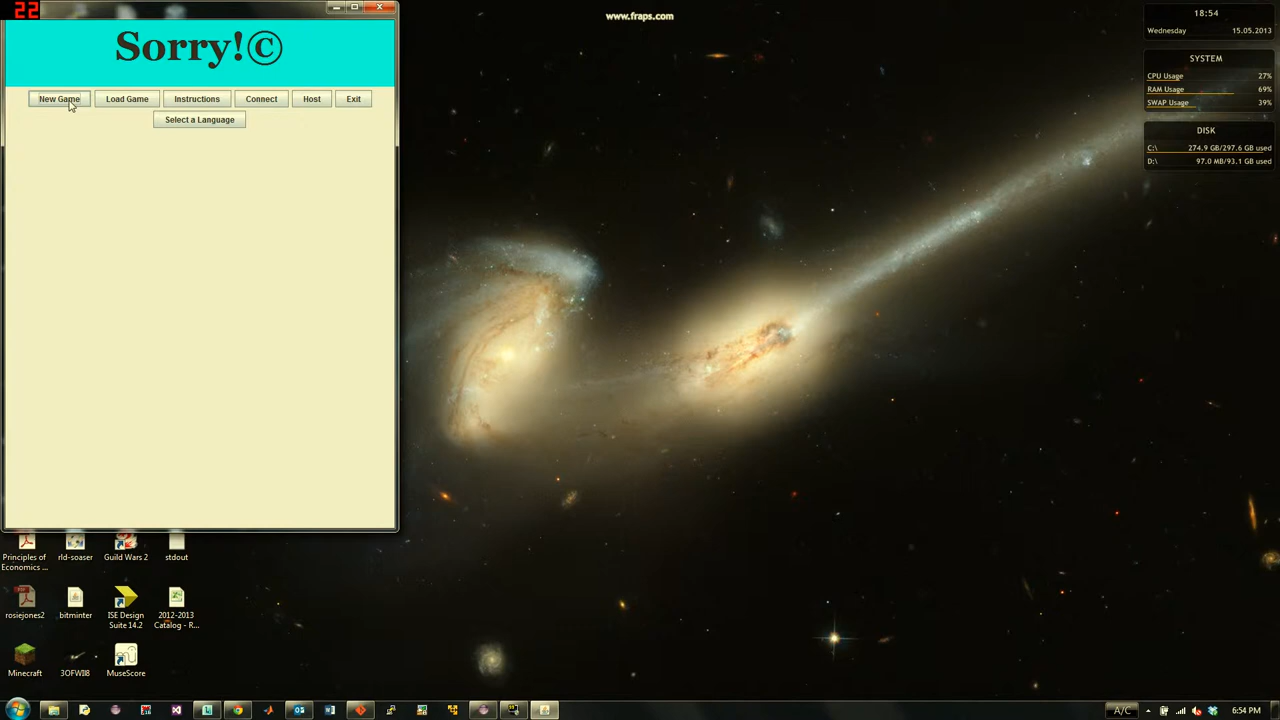 22
www.fraps.com
Sorry!©
New Game Load Game Instructions Connect Host Exit
Select a Language
18:54
Wednesday 15.05.2013
SYSTEM
CPU Usage 27%
RAM Usage 69%
SWAP Usage 39%
DISK
C:\ 274.9 GB/297.6 GB used
D:\ 97.0 MB/93.1 GB used
Principles of Economics ...
rld-soaser
Guild Wars 2
stdout
rosiejones2
bitminter
ISE Design Suite 14.2
2012-2013 Catalog - R...
Minecraft
3OFWII8
MuseScore
A/C
6:54 PM